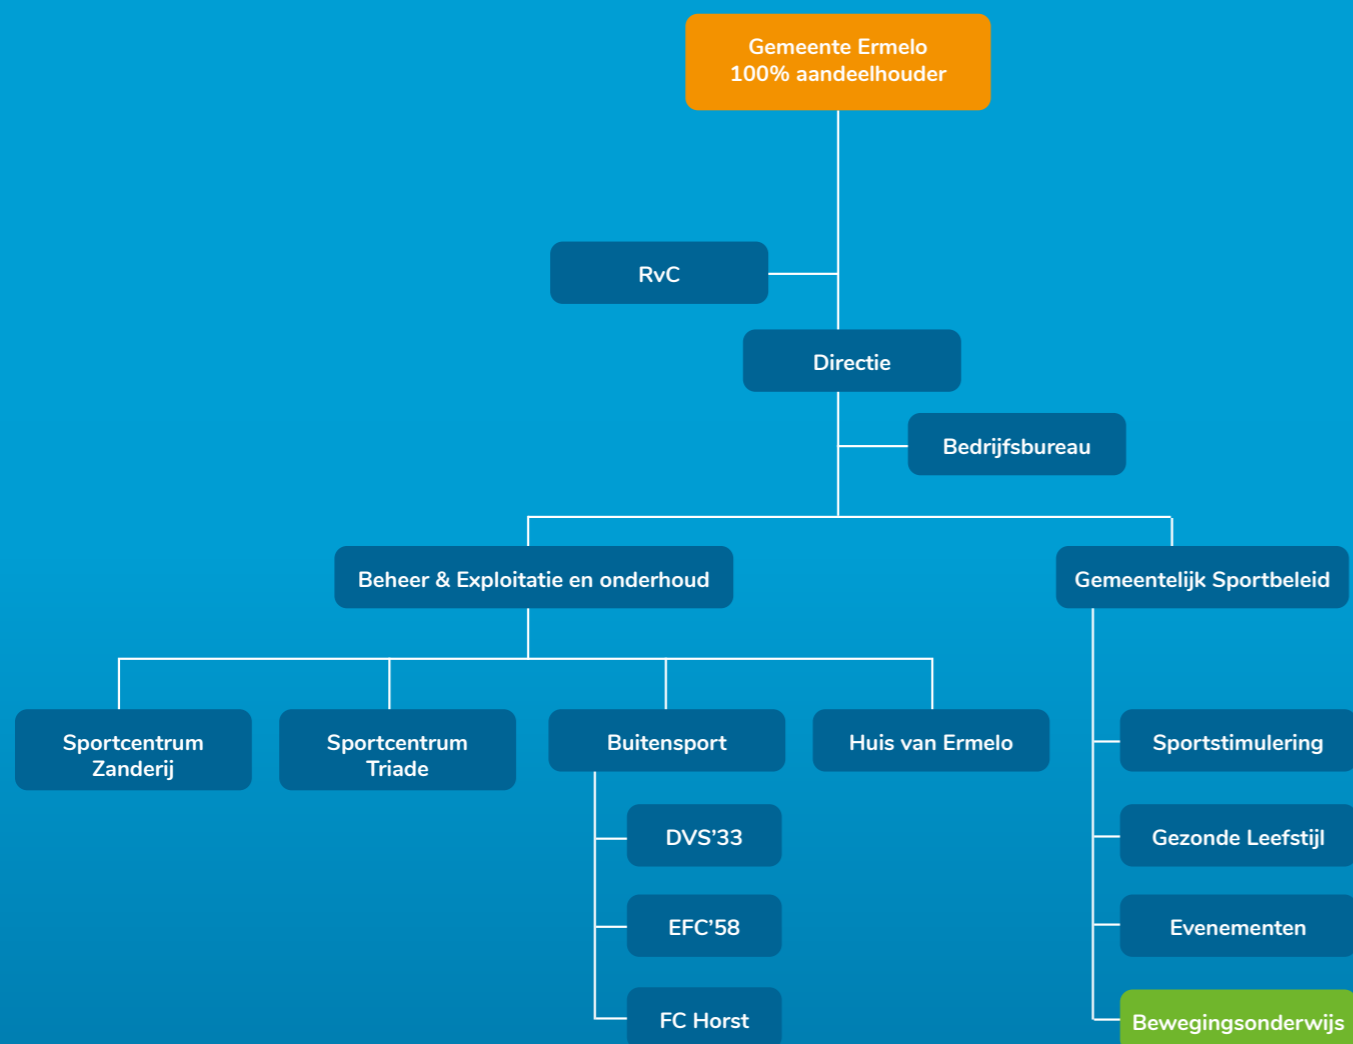 Gemeente Ermelo
100% aandeelhouder
RvC
Directie
Bedrijfsbureau
Beheer & Exploitatie en onderhoud
Gemeentelijk Sportbeleid
Sportcentrum
Zanderij
Sportcentrum
Triade
Buitensport
Huis van Ermelo
Sportstimulering
DVS’33
Gezonde Leefstijl
EFC’58
Evenementen
FC Horst
Bewegingsonderwijs